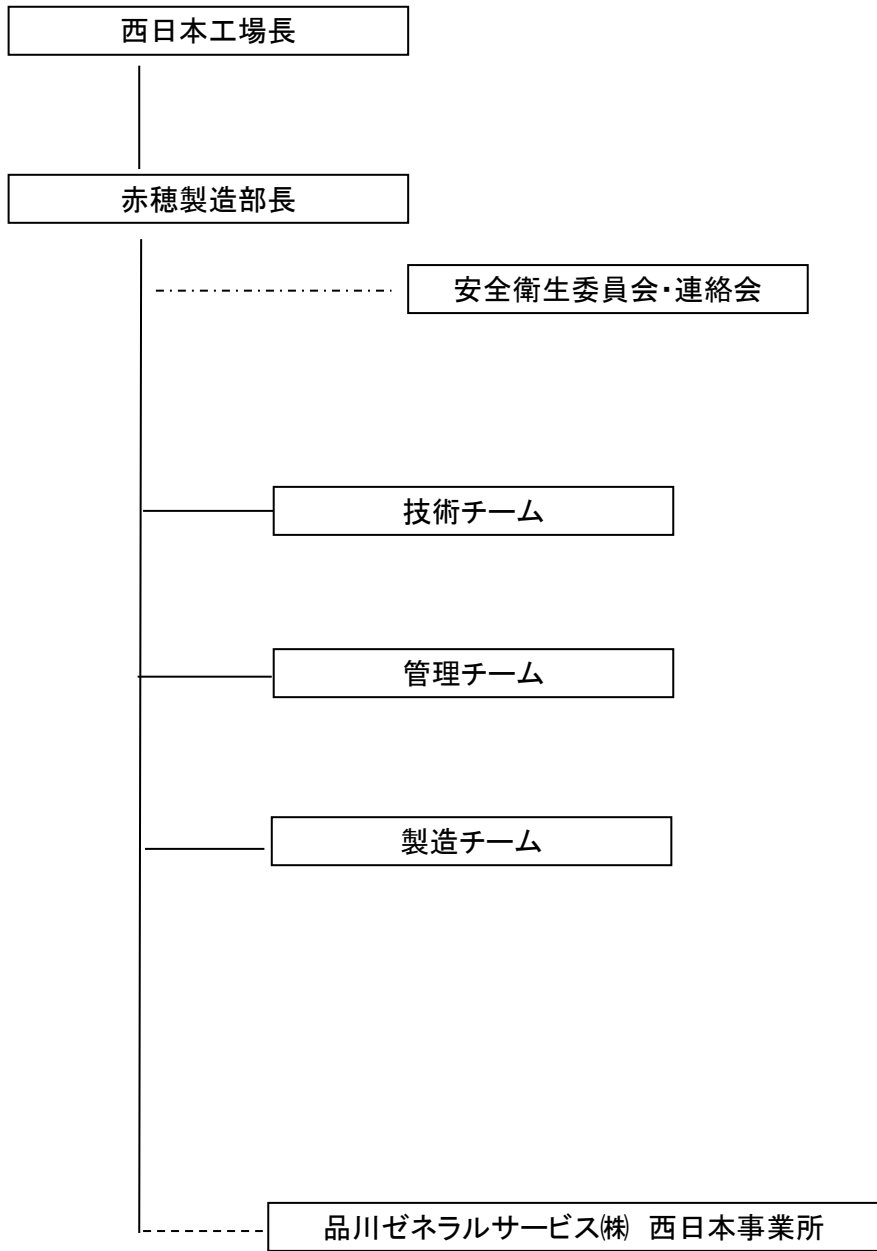 西日本工場長
赤穂製造部長
安全衛生委員会・連絡会
技術チーム
管理チーム
製造チーム
品川ゼネラルサービス㈱ 西日本事業所